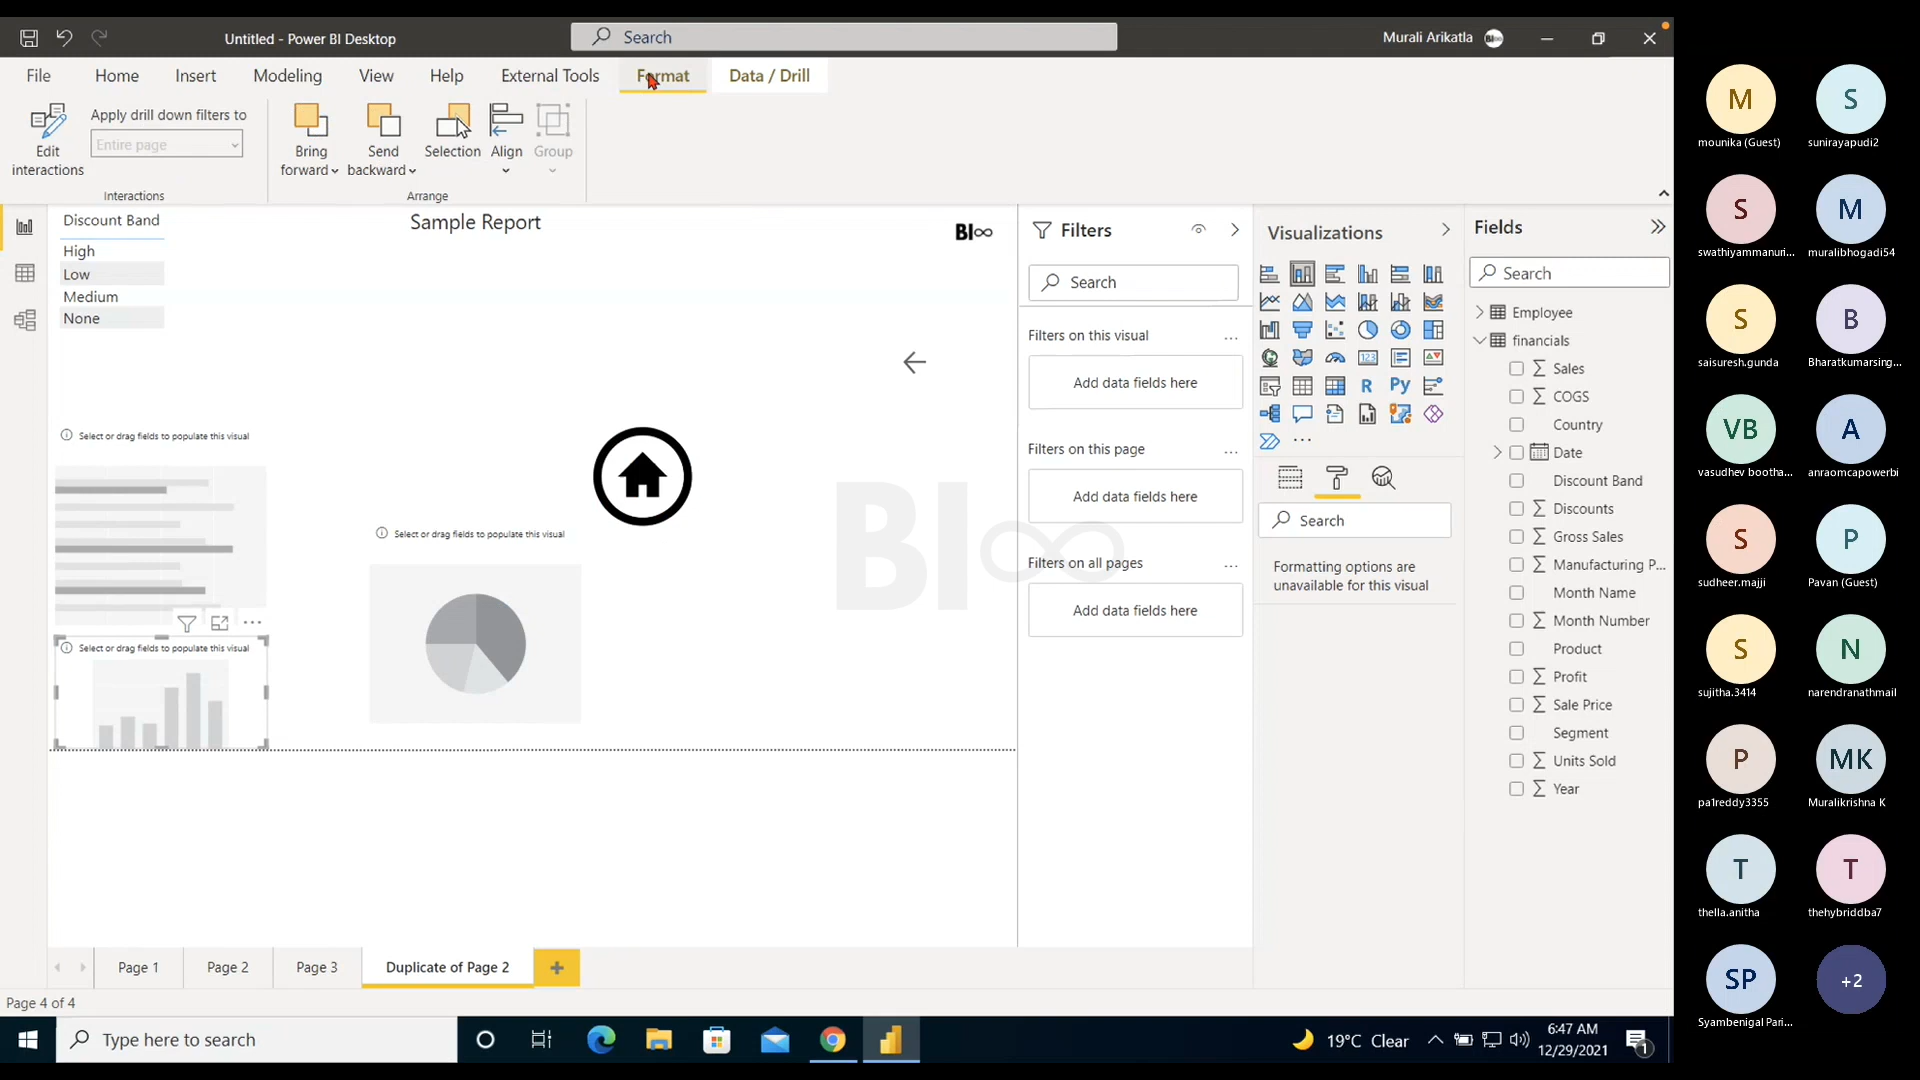 Untitled - Power BI Desktop
Search
Murali Arikatla
BI∞
File
Home
Insert
Modeling
View
Help
External Tools
Format
Data / Drill
Edit
interactions
Apply drill down filters to
Entire page
Interactions
Bring
forward
Send
backward
Selection
Align
Group
Arrange
Discount Band
High
Low
Medium
None
Sample Report
BI∞
Select or drag fields to populate this visual
Select or drag fields to populate this visual
Select or drag fields to populate this visual
BI∞
Filters
Search
Filters on this visual
...
Add data fields here
Filters on this page
...
Add data fields here
Filters on all pages
...
Add data fields here
Visualizations
R
Py
123
...
Search
Formatting options are
unavailable for this visual
Fields
Search
Employee
financials
Sales
COGS
Country
Date
Discount Band
Discounts
Gross Sales
Manufacturing P...
Month Name
Month Number
Product
Profit
Sale Price
Segment
Units Sold
Year
Page 1
Page 2
Page 3
Duplicate of Page 2
+
Page 4 of 4
Type here to search
19°C Clear
6:47 AM
12/29/2021
1
M
mounika (Guest)
S
sunirayapudi2
S
swathiyammanuri...
M
muralibhogadi54
S
saisuresh.gunda
B
Bharatkumarsing...
VB
vasudhev bootha...
A
anraomcapowerbi
S
sudheer.majji
P
Pavan (Guest)
S
sujitha.3414
N
narendranathmail
P
pa1reddy3355
MK
Muralikrishna K
T
thella.anitha
T
thehybriddba7
SP
Syambenigal Pari...
+2